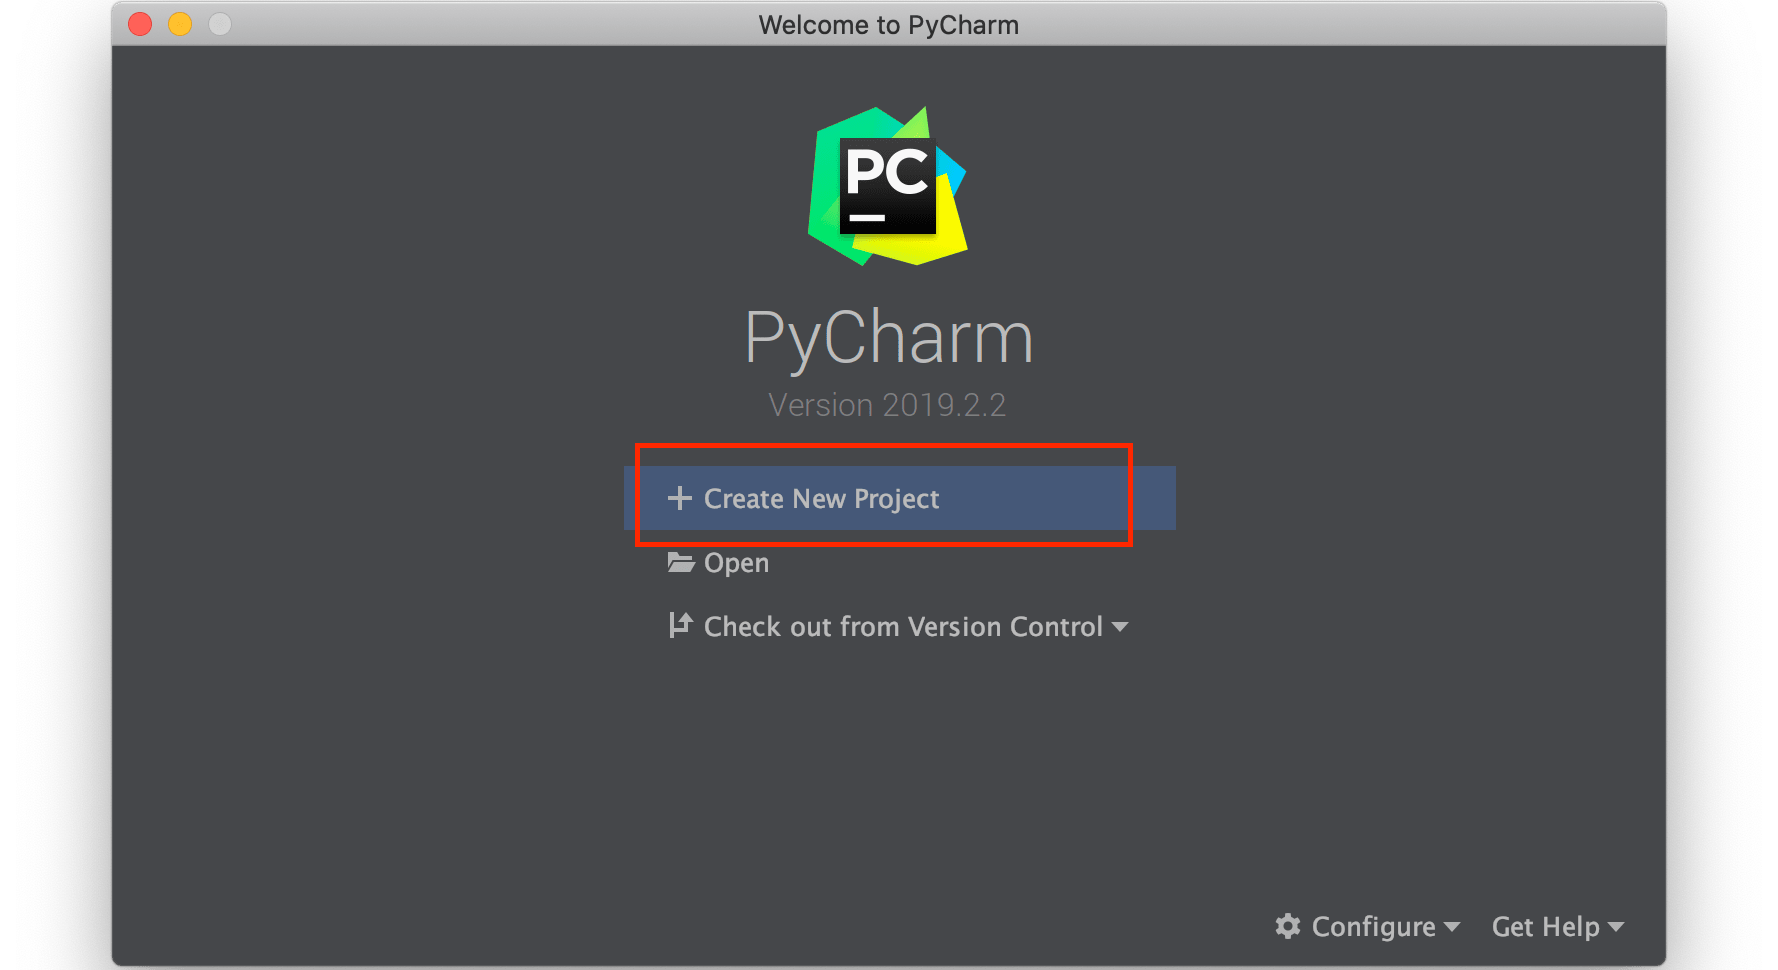 Welcome to PyCharm
PC
PyCharm
Version 2019.2.2
Create New Project
Open
Check out from Version Control
Configure
Get Help